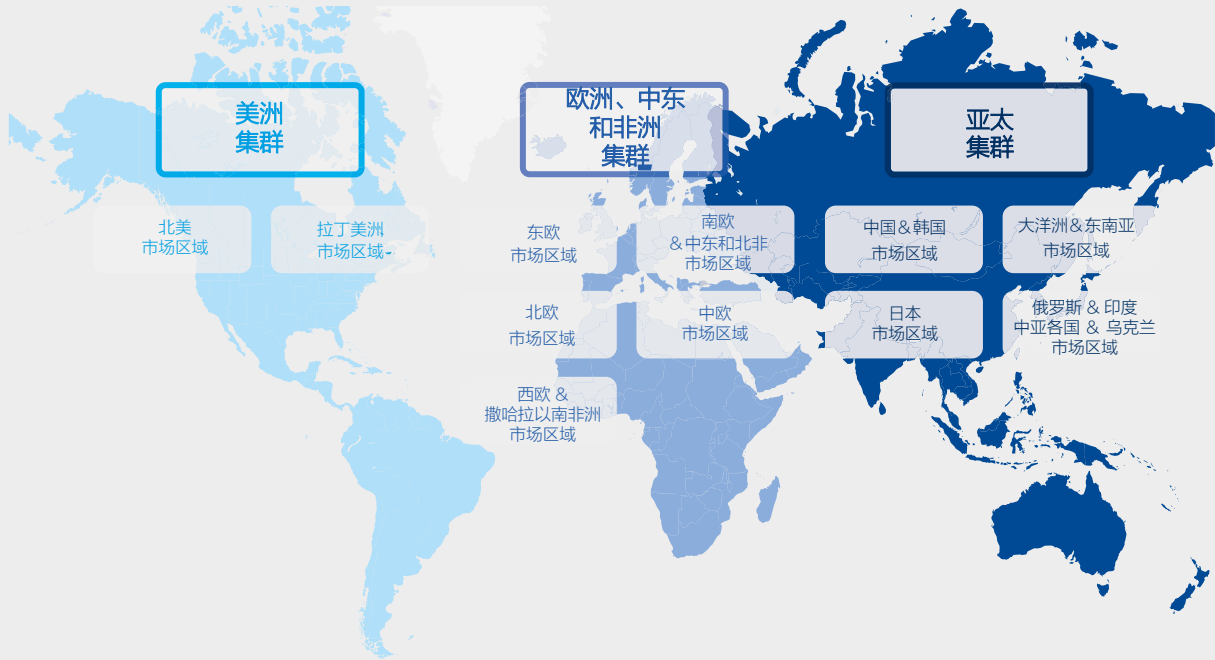 美洲
集群
欧洲、中东
和非洲
集群
亚太
集群
北美
市场区域
拉丁美洲
市场区域
东欧
市场区域
南欧
＆中东和北非
市场区域
中国＆韩国
市场区域
大洋洲＆东南亚
市场区域
北欧
市场区域
中欧
市场区域
日本
市场区域
俄罗斯 & 印度
中亚各国 ＆ 乌克兰
市场区域
西欧 &
撒哈拉以南非洲
市场区域